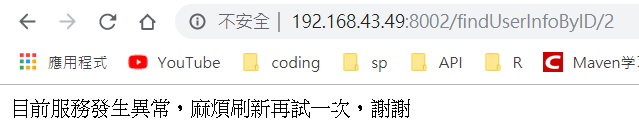 不安全 | 192.168.43.49:8002/findUserInfoByID/2
應用程式 YouTube coding sp API R Maven学
目前服務發生異常，麻煩刷新再試一次，謝謝